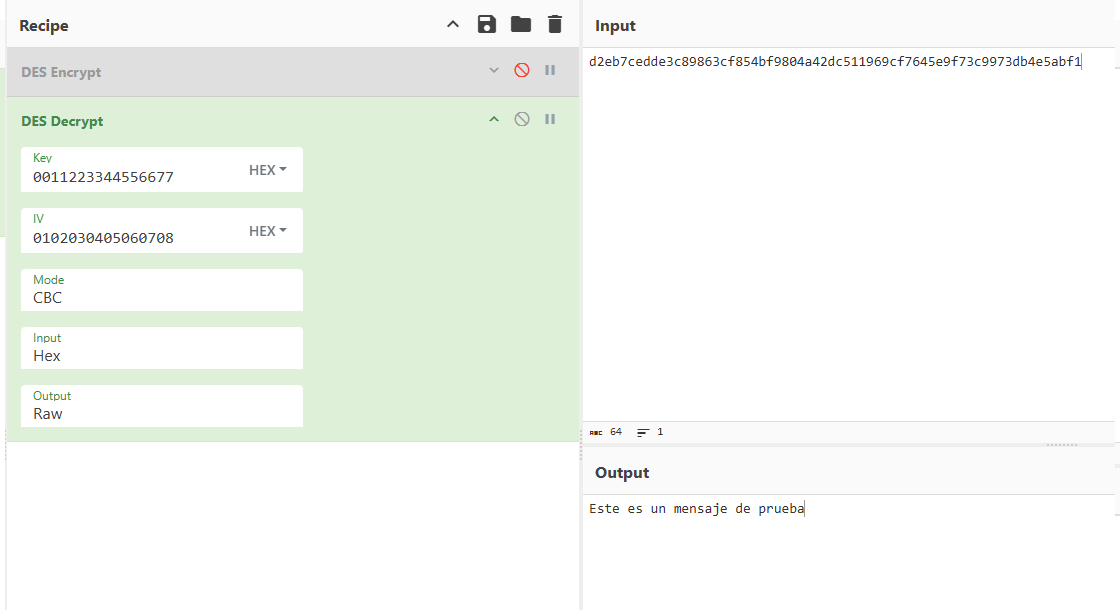 Recipe
DES Encrypt
DES Decrypt
Key
0011223344556677
HEX
IV
0102030405060708
HEX
Mode
CBC
Input
Hex
Output
Raw
Input
d2eb7cedde3c89863cf854bf9804a42dc511969cf7645e9f73c9973db4e5abf1
ABC 64 1
Output
Este es un mensaje de prueba